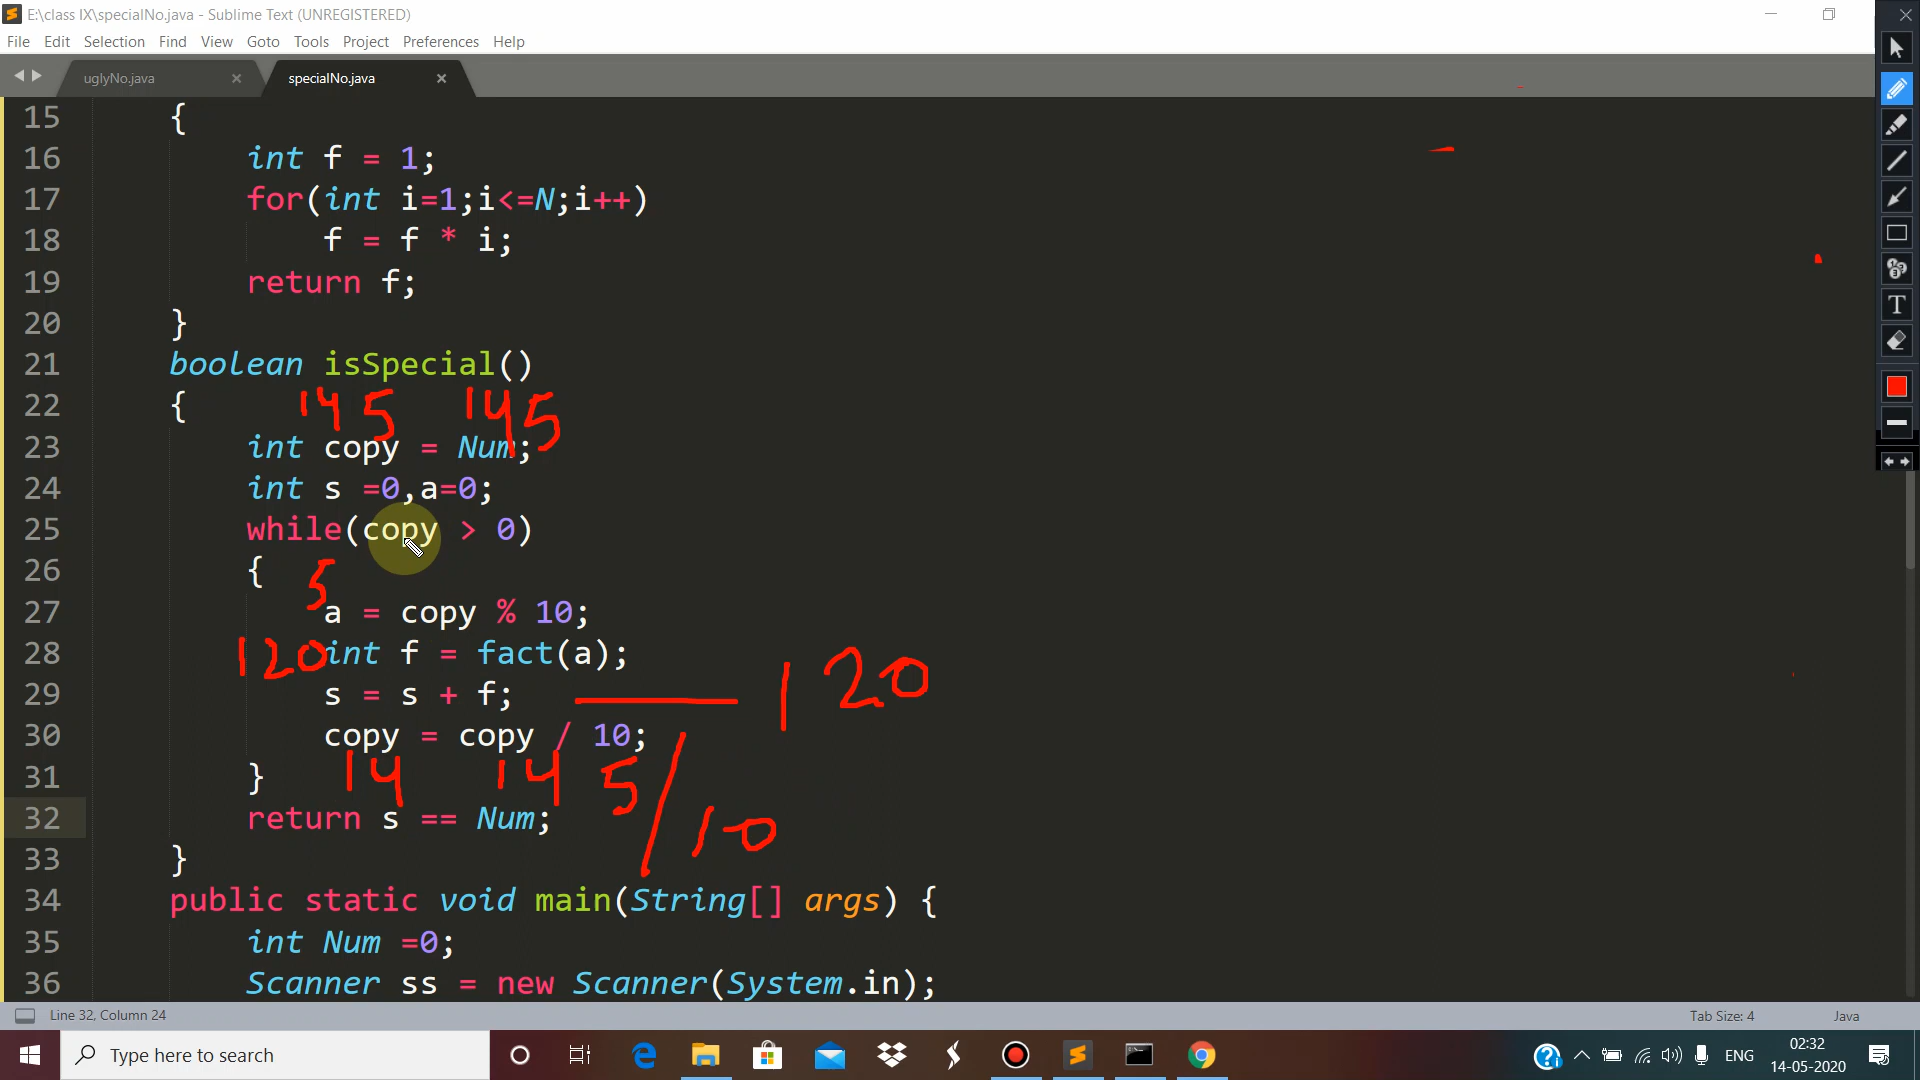 E:\class IX\specialNo.java - Sublime Text (UNREGISTERED)
File Edit Selection Find View Goto Tools Project Preferences Help
uglyNo.java specialNo.java
15 {
16 int f = 1;
17 for(int i=1;i<=N;i++)
18 f = f * i;
19 return f;
20 }
21 boolean isSpecial()
22 { 145 145
23 int copy = Num;
24 int s =0,a=0;
25 while(copy > 0)
26 { 5
27 a = copy % 10;
28 120 int f = fact(a);
29 s = s + f; 120
30 copy = copy / 10;
31 } 14 145/10
32 return s == Num;
33 }
34 public static void main(String[] args) {
35 int Num =0;
36 Scanner ss = new Scanner(System.in);
Line 32, Column 24 Tab Size: 4 Java
Type here to search ENG 02:32
14-05-2020